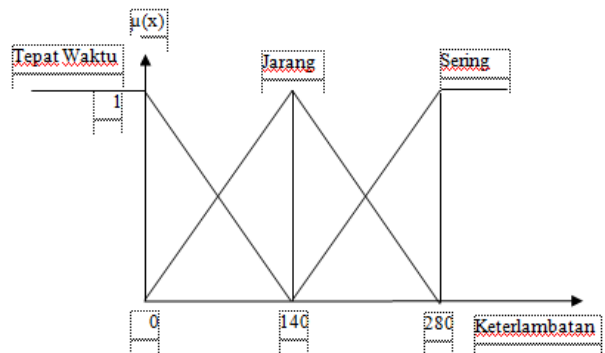 μ(x)
Tepat Waktu
Jarang
Sering
1
0
140
280
Keterlambatan